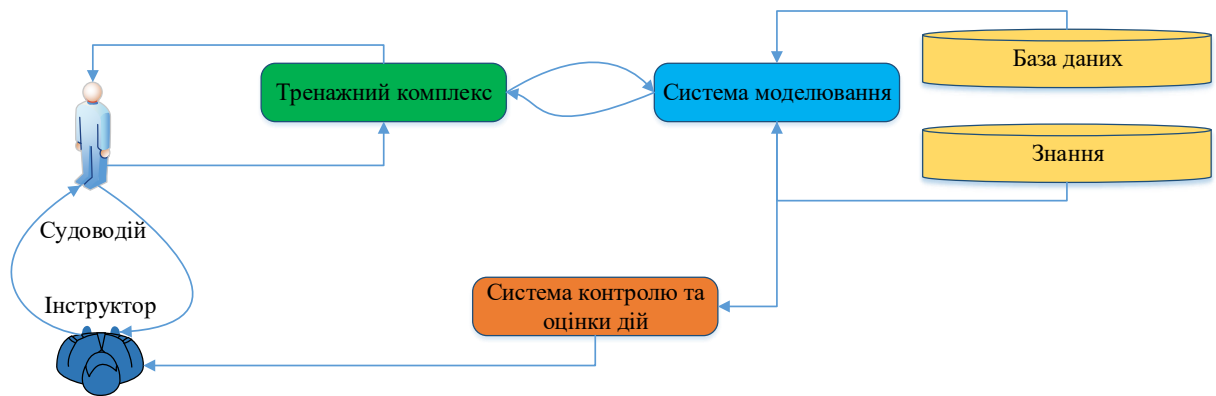 База даних
Тренажний комплекс
Система моделювання
Знання
Судоводій
Інструктор
Система контролю та
оцінки дій